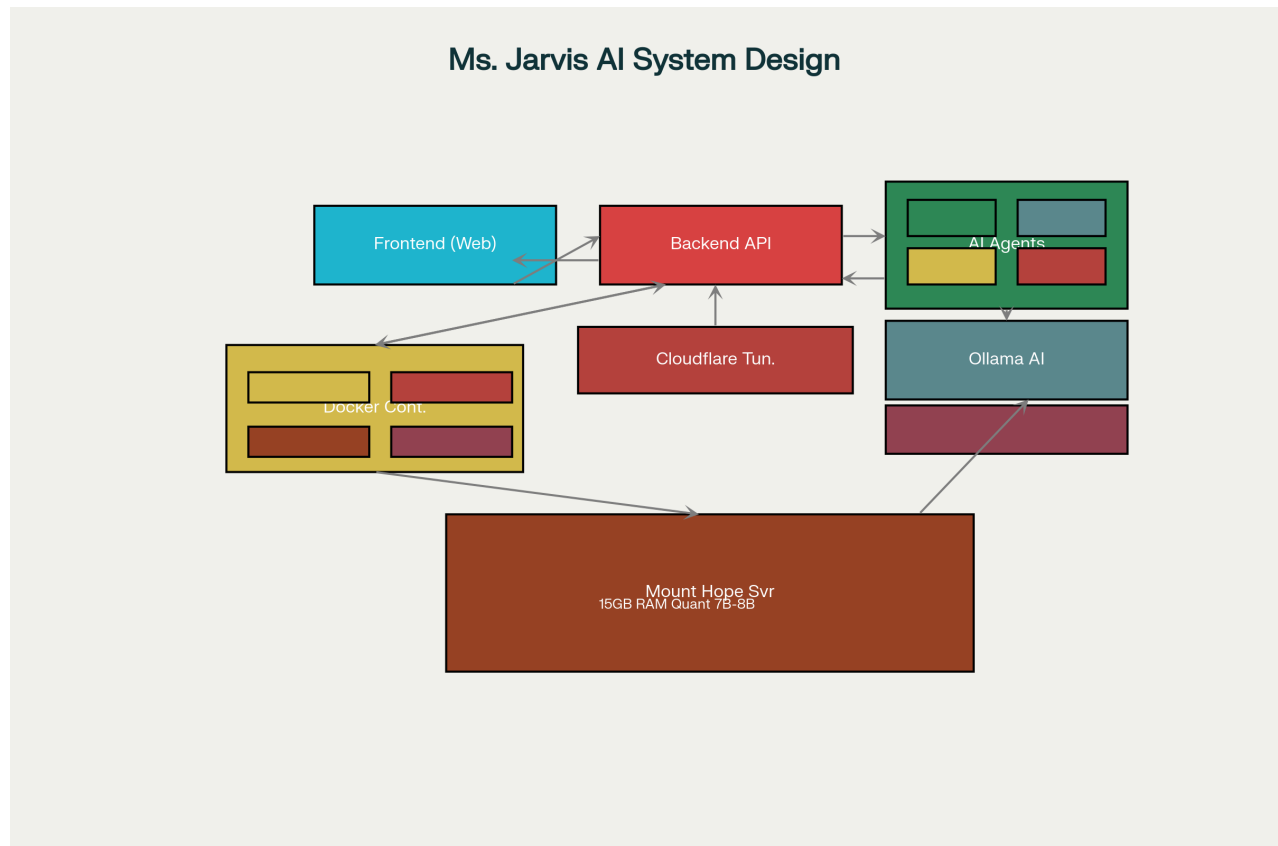 Ms. Jarvis AI System Design
Frontend (Web)
Backend API
AI Agents
Cloudflare Tun.
Ollama AI
Docker Cont.
Mount Hope Svr
15GB RAM Quant 7B-8B